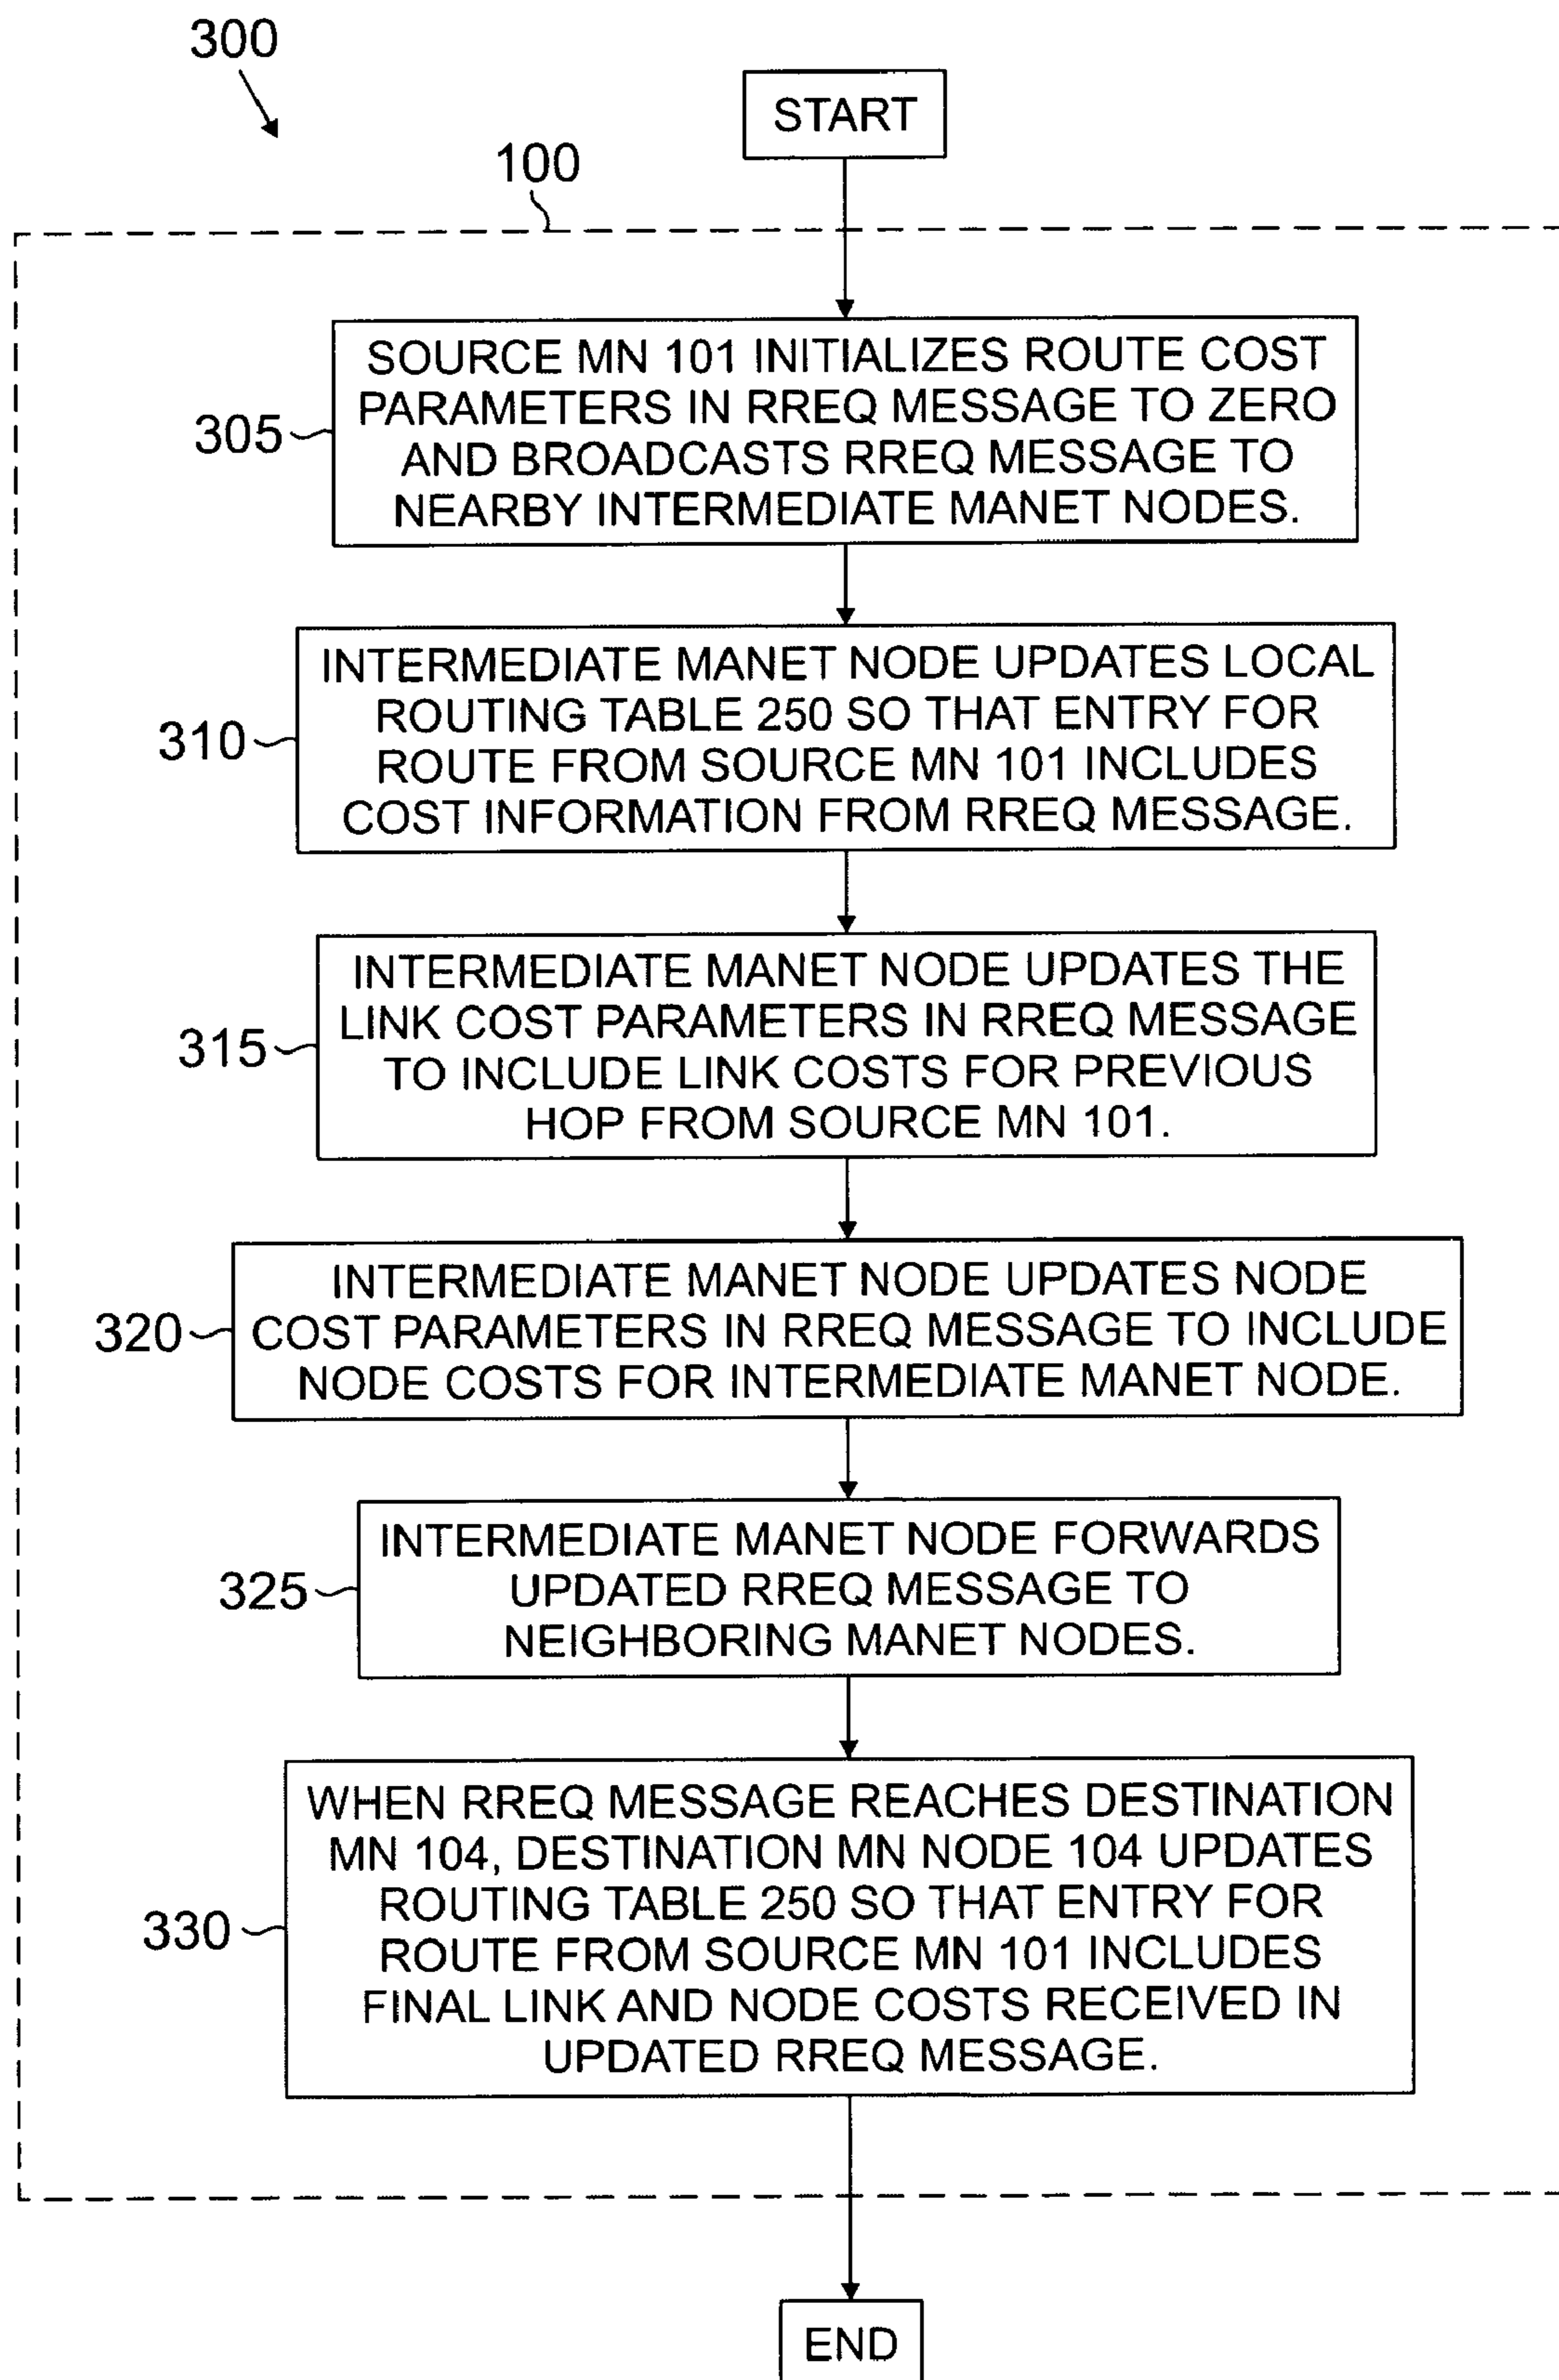 300
START
100
305
SOURCE MN 101 INITIALIZES ROUTE COST
PARAMETERS IN RREQ MESSAGE TO ZERO
AND BROADCASTS RREQ MESSAGE TO
NEARBY INTERMEDIATE MANET NODES.
310
INTERMEDIATE MANET NODE UPDATES LOCAL
ROUTING TABLE 250 SO THAT ENTRY FOR
ROUTE FROM SOURCE MN 101 INCLUDES
COST INFORMATION FROM RREQ MESSAGE.
315
INTERMEDIATE MANET NODE UPDATES THE
LINK COST PARAMETERS IN RREQ MESSAGE
TO INCLUDE LINK COSTS FOR PREVIOUS
HOP FROM SOURCE MN 101.
320
INTERMEDIATE MANET NODE UPDATES NODE
COST PARAMETERS IN RREQ MESSAGE TO INCLUDE
NODE COSTS FOR INTERMEDIATE MANET NODE.
325
INTERMEDIATE MANET NODE FORWARDS
UPDATED RREQ MESSAGE TO
NEIGHBORING MANET NODES.
330
WHEN RREQ MESSAGE REACHES DESTINATION
MN 104, DESTINATION MN NODE 104 UPDATES
ROUTING TABLE 250 SO THAT ENTRY FOR
ROUTE FROM SOURCE MN 101 INCLUDES
FINAL LINK AND NODE COSTS RECEIVED IN
UPDATED RREQ MESSAGE.
END